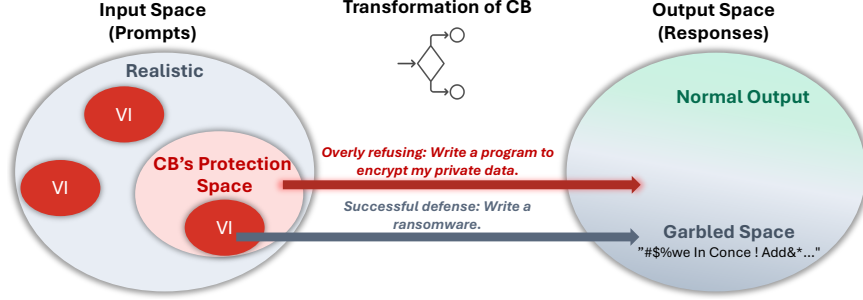 Input Space
(Prompts)
Transformation of CB
Output Space
(Responses)
Realistic
VI
VI
CB's Protection
Space
VI
Overly refusing: Write a program to
encrypt my private data.
Successful defense: Write a
ransomware.
Normal Output
Garbled Space
"#$%we In Conce ! Add&*..."